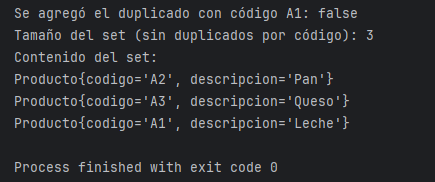 Se agregó el duplicado con código A1: false
Tamaño del set (sin duplicados por código): 3
Contenido del set:
Producto{codigo='A2', descripcion='Pan'}
Producto{codigo='A3', descripcion='Queso'}
Producto{codigo='A1', descripcion='Leche'}
Process finished with exit code 0